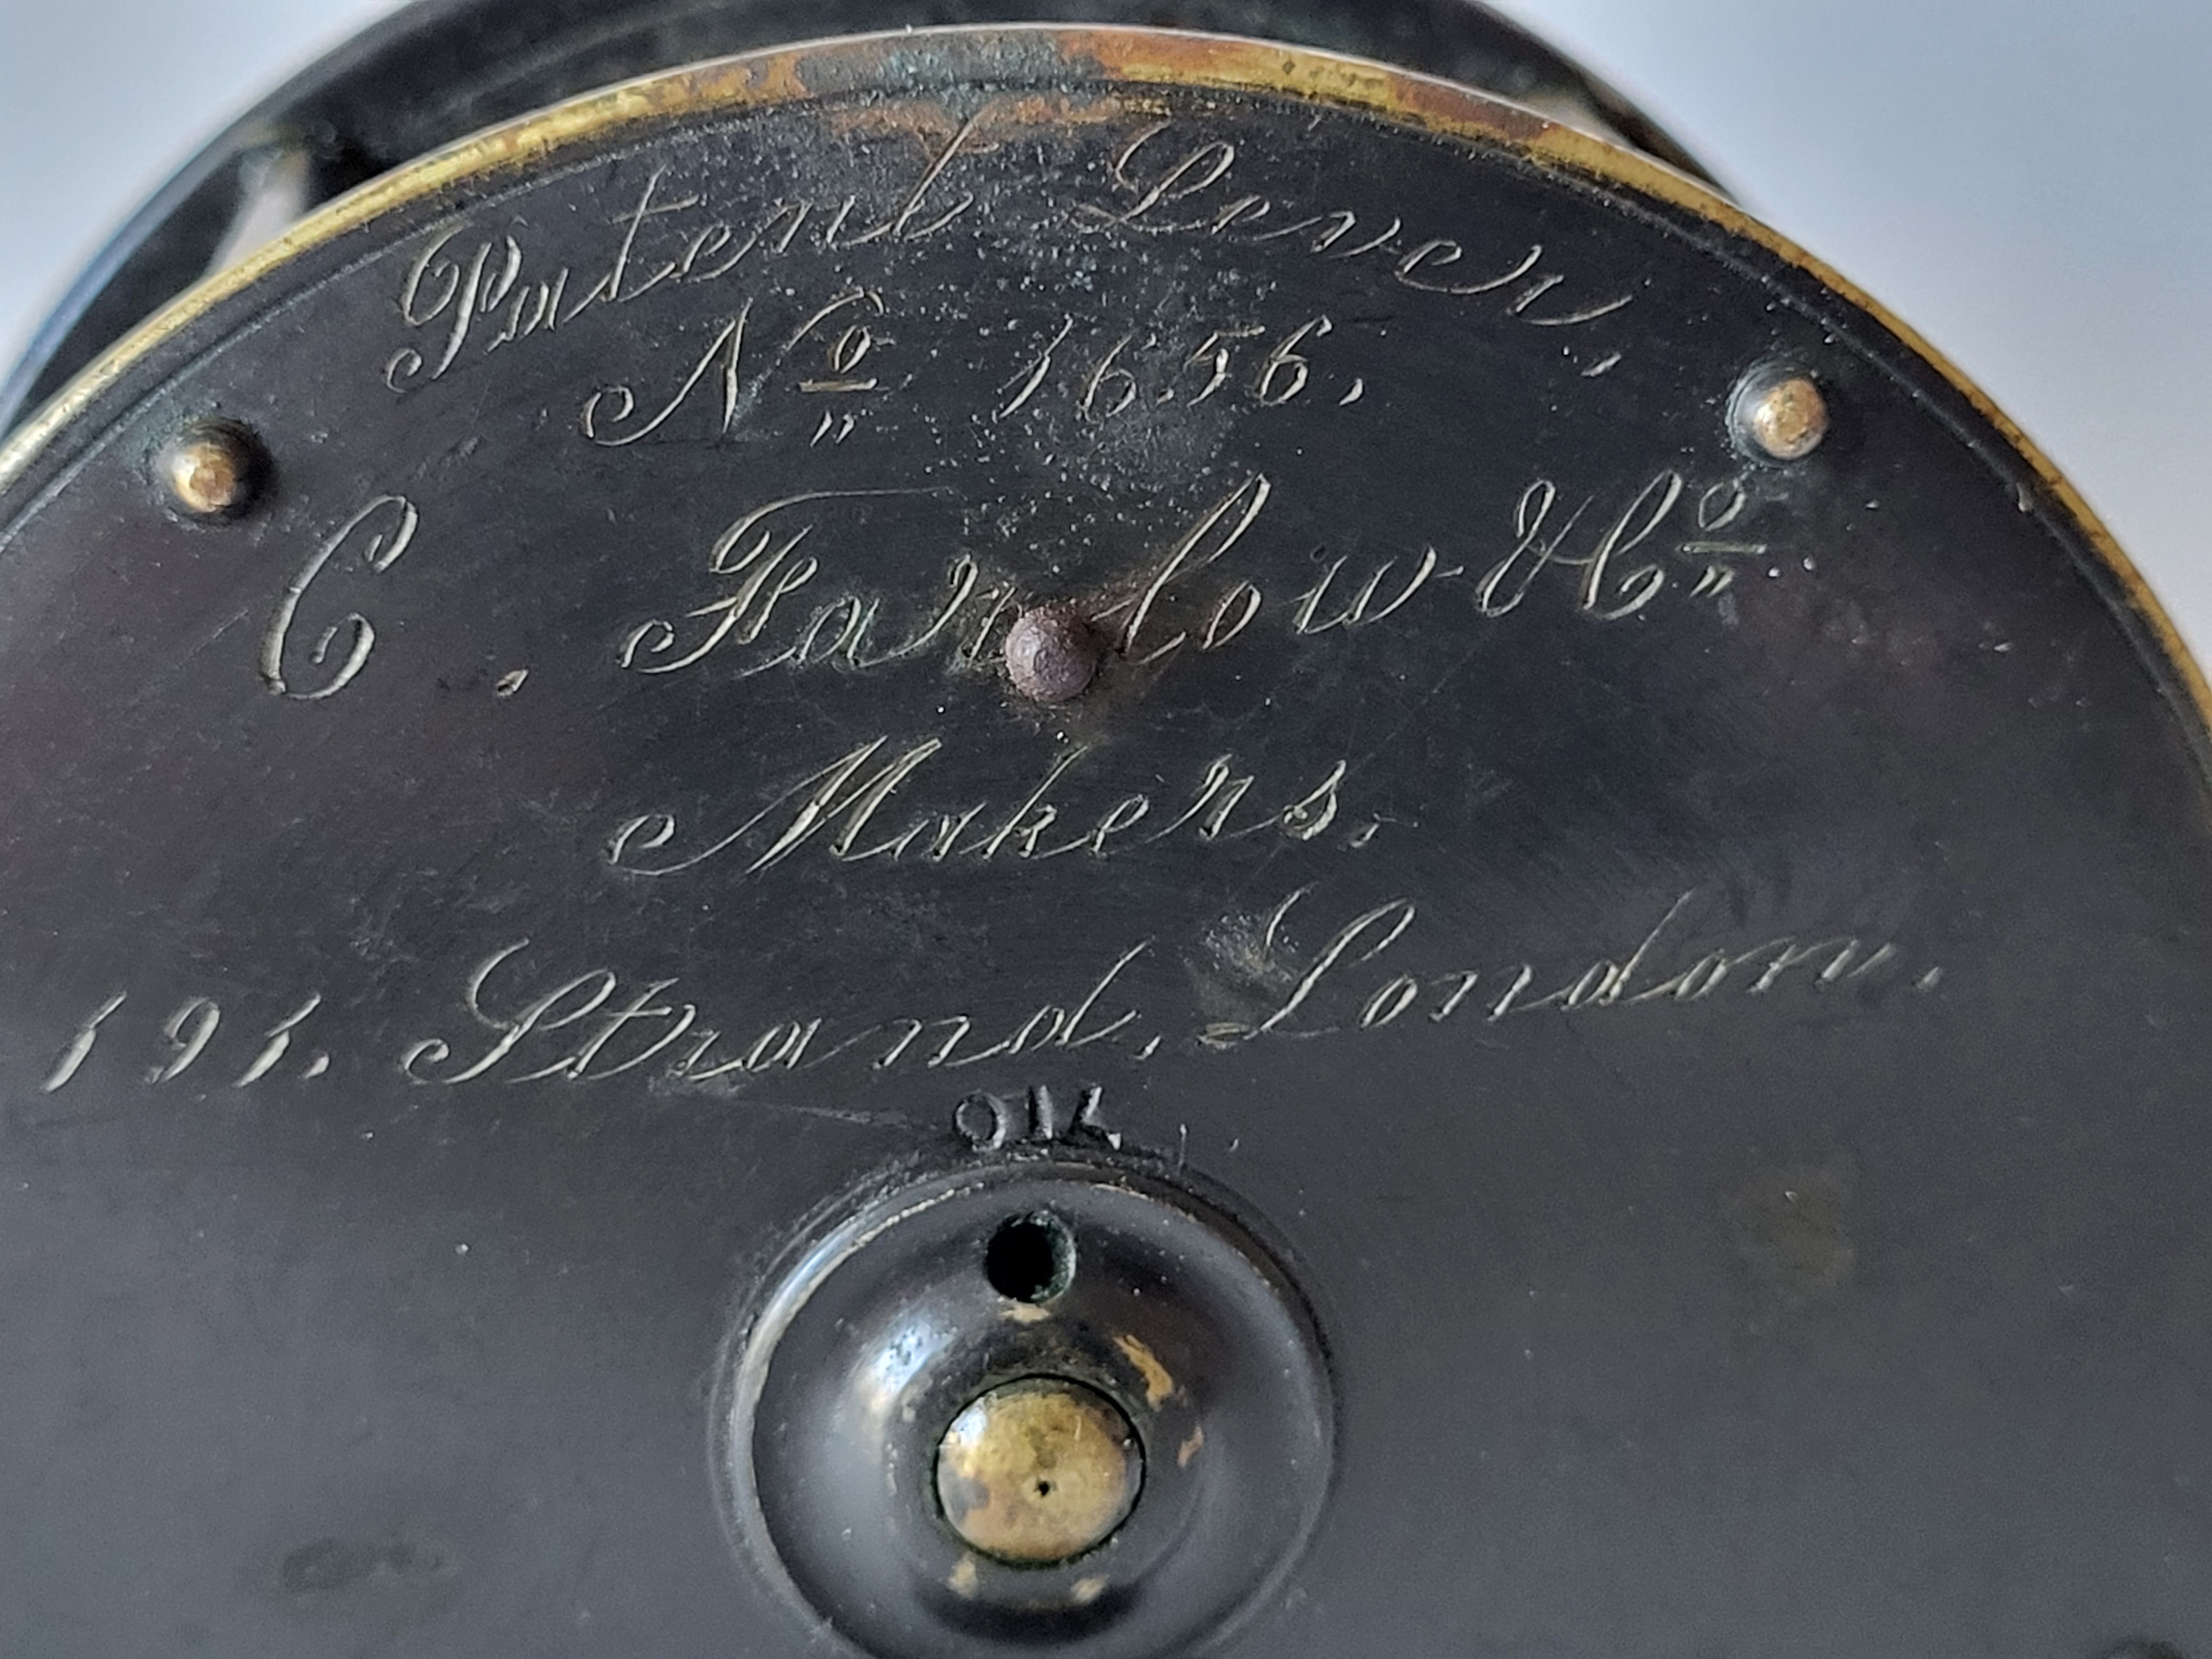 Patent Lever,
Nº 1656.
C. Farlow & Cº.
Makers.
191. Strand, London.
OIL